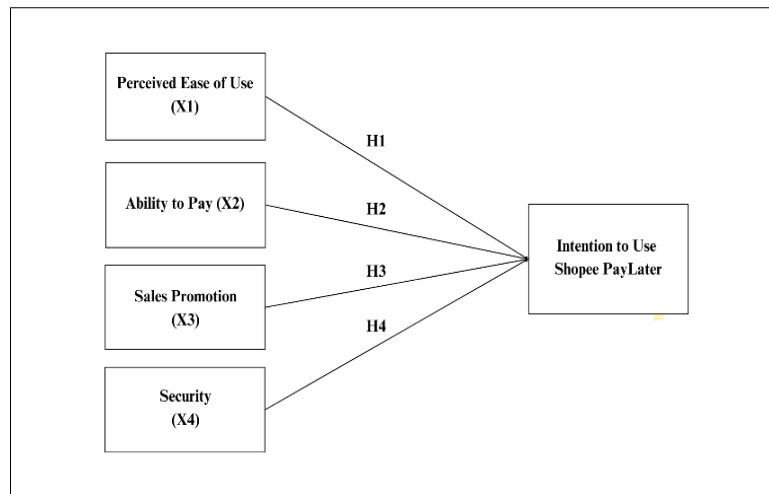 Perceived Ease of Use
(X1)
H1
Ability to Pay (X2)
H2
Intention to Use
Shopee PayLater
Sales Promotion
(X3)
H3
H4
Security
(X4)